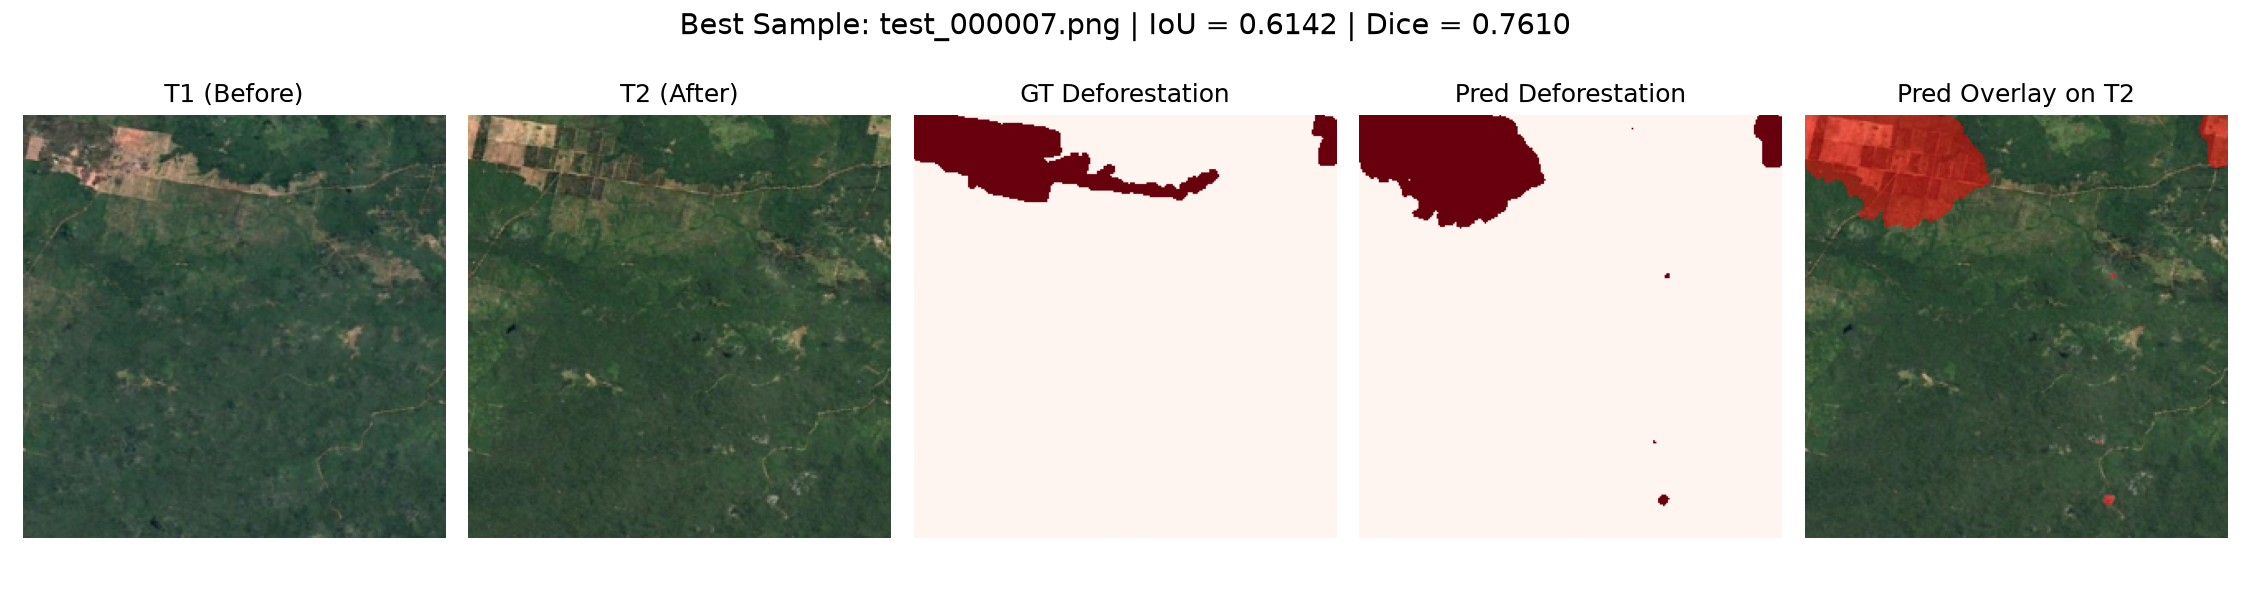 Best Sample: test_000007.png | IoU = 0.6142 | Dice = 0.7610
T1 (Before)
T2 (After)
GT Deforestation
Pred Deforestation
Pred Overlay on T2